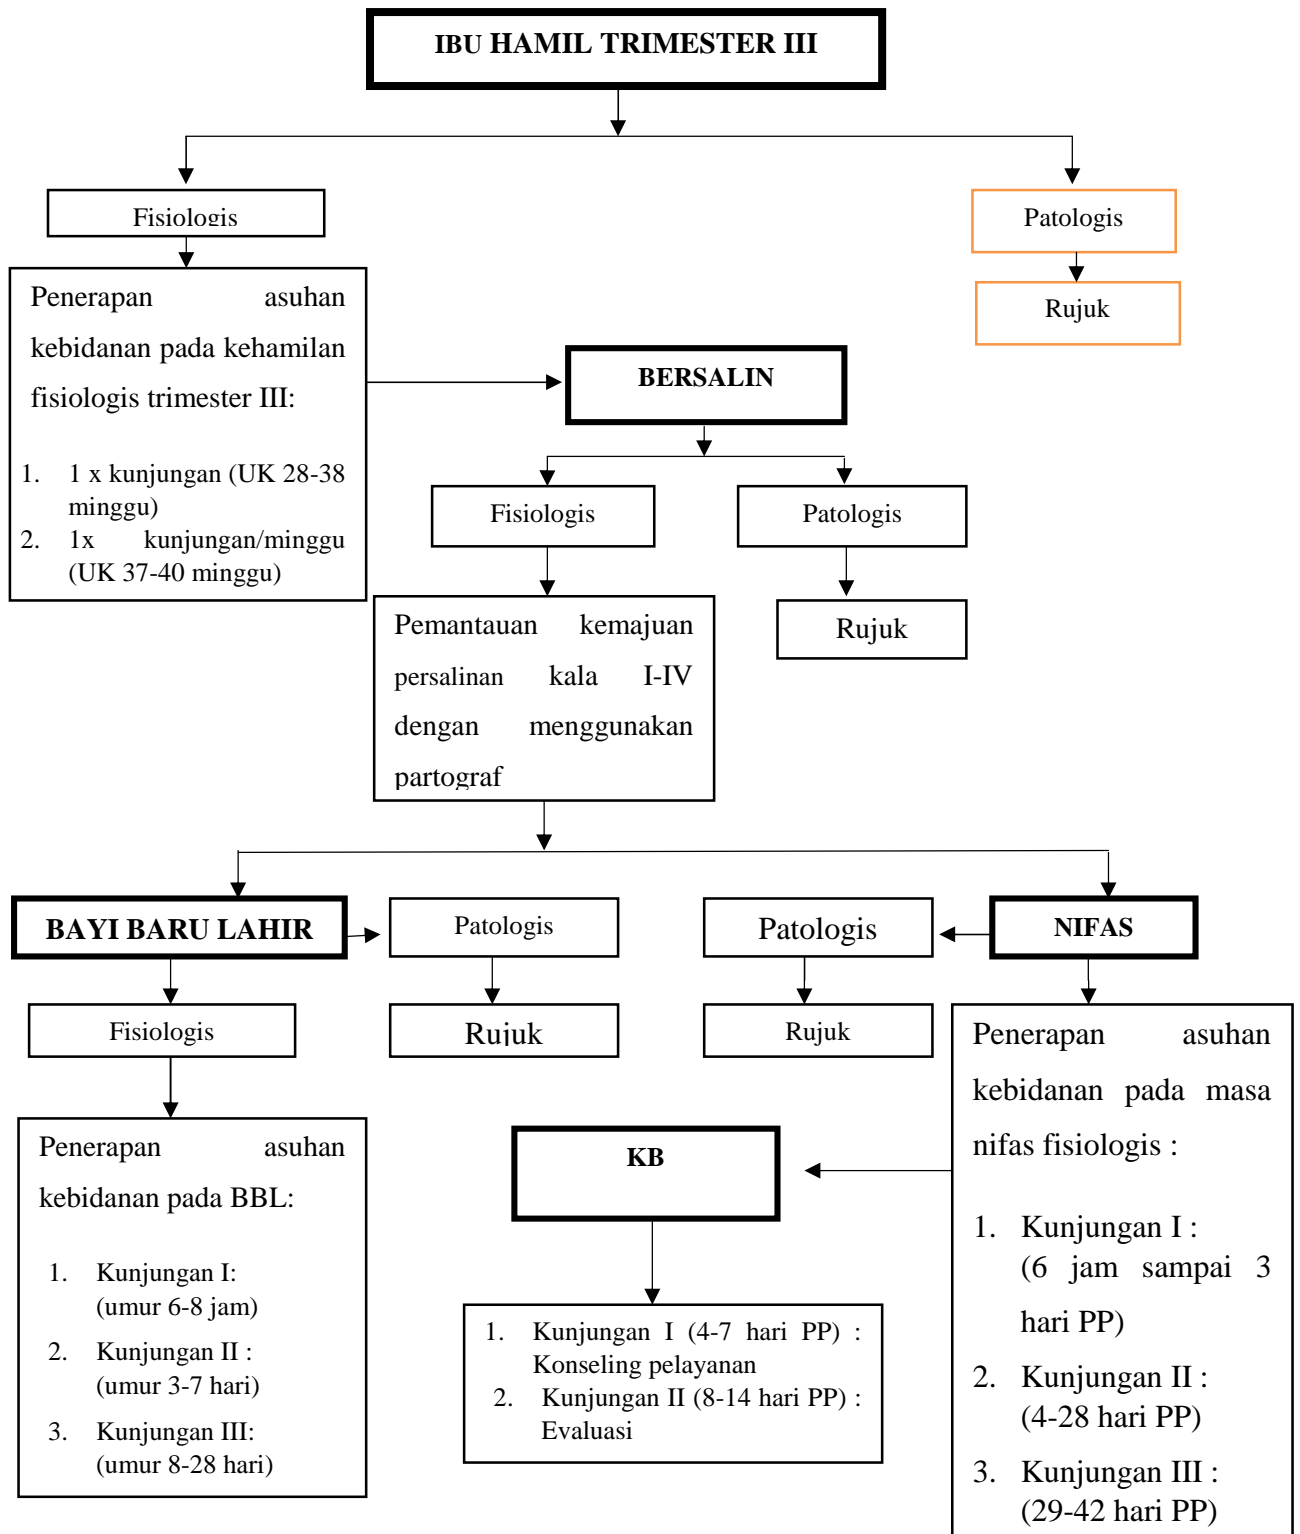 IBU HAMIL TRIMESTER III
Fisiologis
Patologis
Rujuk
Penerapan asuhan
kebidanan pada kehamilan
fisiologis trimester III:
1. 1 x kunjungan (UK 28-38
minggu)
2. 1x kunjungan/minggu
(UK 37-40 minggu)
BERSALIN
Fisiologis
Patologis
Rujuk
Pemantauan kemajuan
persalinan kala I-IV
dengan menggunakan
partograf
BAYI BARU LAHIR
Patologis
Rujuk
Fisiologis
Penerapan asuhan
kebidanan pada BBL:
1. Kunjungan I:
(umur 6-8 jam)
2. Kunjungan II :
(umur 3-7 hari)
3. Kunjungan III:
(umur 8-28 hari)
Patologis
Rujuk
NIFAS
Penerapan asuhan
kebidanan pada masa
nifas fisiologis :
1. Kunjungan I :
(6 jam sampai 3
hari PP)
2. Kunjungan II :
(4-28 hari PP)
3. Kunjungan III :
(29-42 hari PP)
KB
1. Kunjungan I (4-7 hari PP) :
Konseling pelayanan
2. Kunjungan II (8-14 hari PP) :
Evaluasi